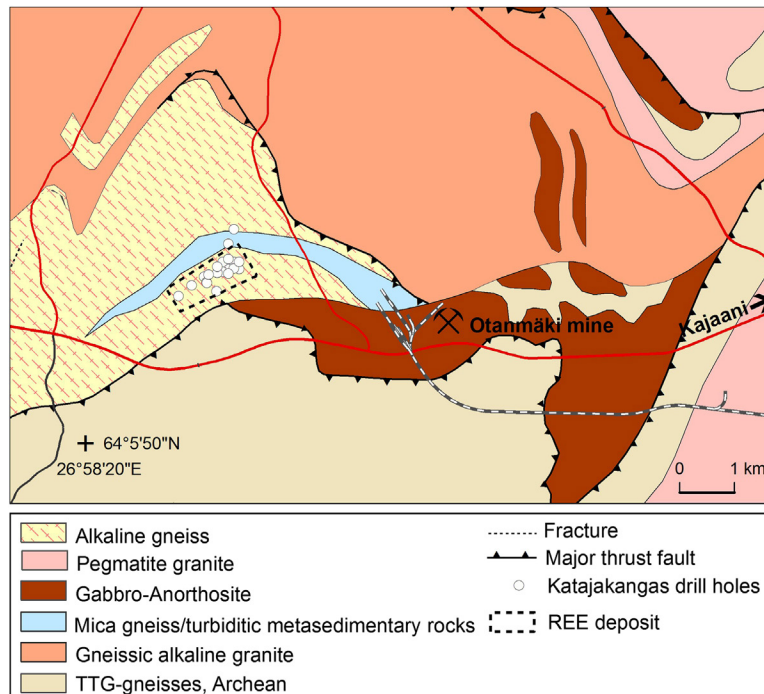 Otanmäki mine
Kajaani
64°5'50"N
26°58'20"E
0 1 km
Alkaline gneiss
Pegmatite granite
Gabbro-Anorthosite
Mica gneiss/turbiditic metasedimentary rocks
Gneissic alkaline granite
TTG-gneisses, Archean
Fracture
Major thrust fault
Katajakangas drill holes
REE deposit